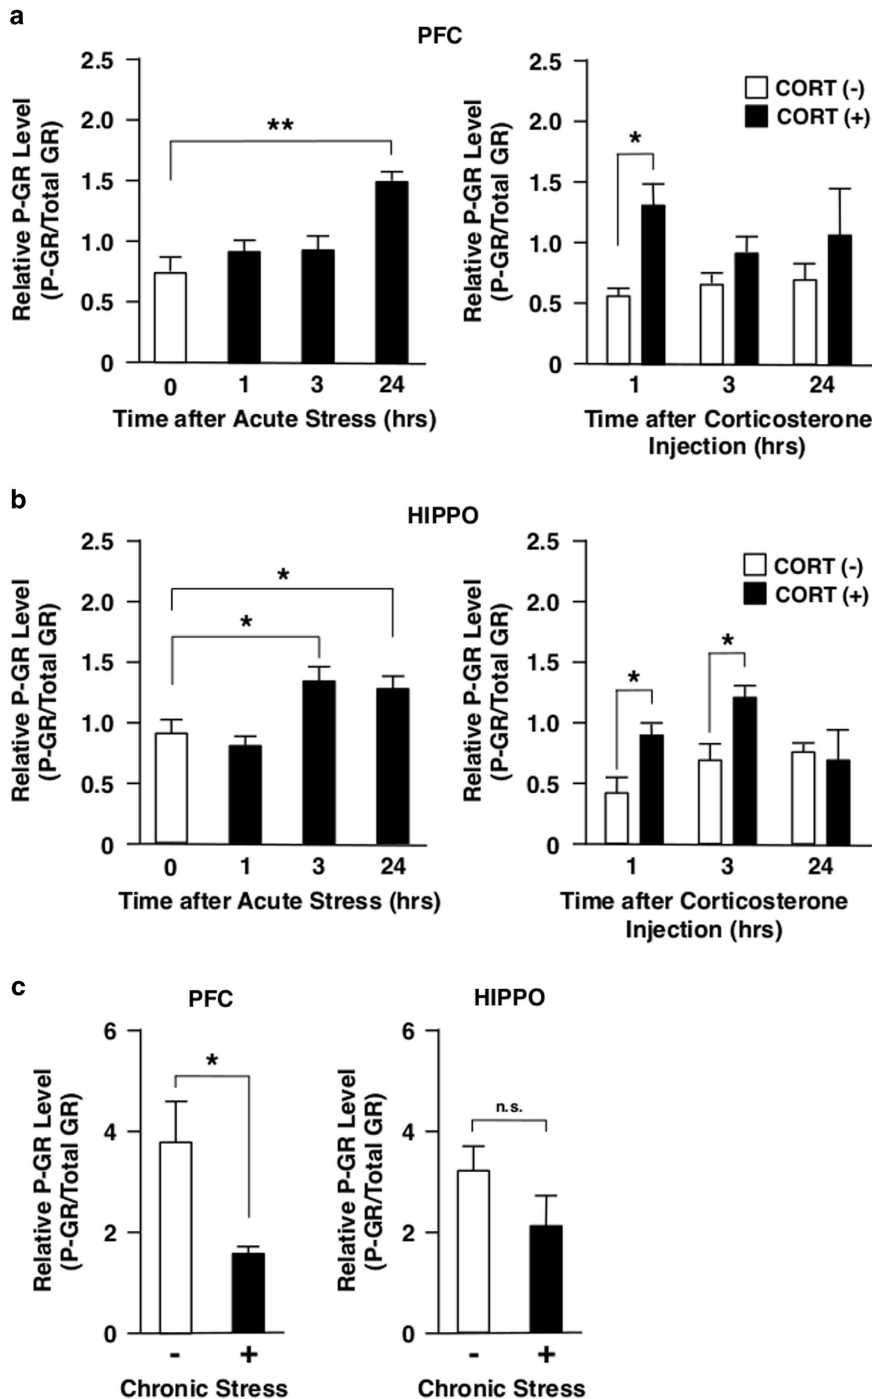 a
PFC
Relative P-GR Level
(P-GR/Total GR)
2.5
2.0
1.5
1.0
0.5
0
**
0 1 3 24
Time after Acute Stress (hrs)
Relative P-GR Level
(P-GR/Total GR)
2.5
2.0
1.5
1.0
0.5
0
*
CORT (-)
CORT (+)
1 3 24
Time after Corticosterone
Injection (hrs)
b
HIPPO
Relative P-GR Level
(P-GR/Total GR)
2.5
2.0
1.5
1.0
0.5
0
*
*
0 1 3 24
Time after Acute Stress (hrs)
Relative P-GR Level
(P-GR/Total GR)
2.5
2.0
1.5
1.0
0.5
0
*
*
CORT (-)
CORT (+)
1 3 24
Time after Corticosterone
Injection (hrs)
c
PFC
Relative P-GR Level
(P-GR/Total GR)
6
4
2
0
*
- +
Chronic Stress
HIPPO
Relative P-GR Level
(P-GR/Total GR)
6
4
2
0
n.s.
- +
Chronic Stress